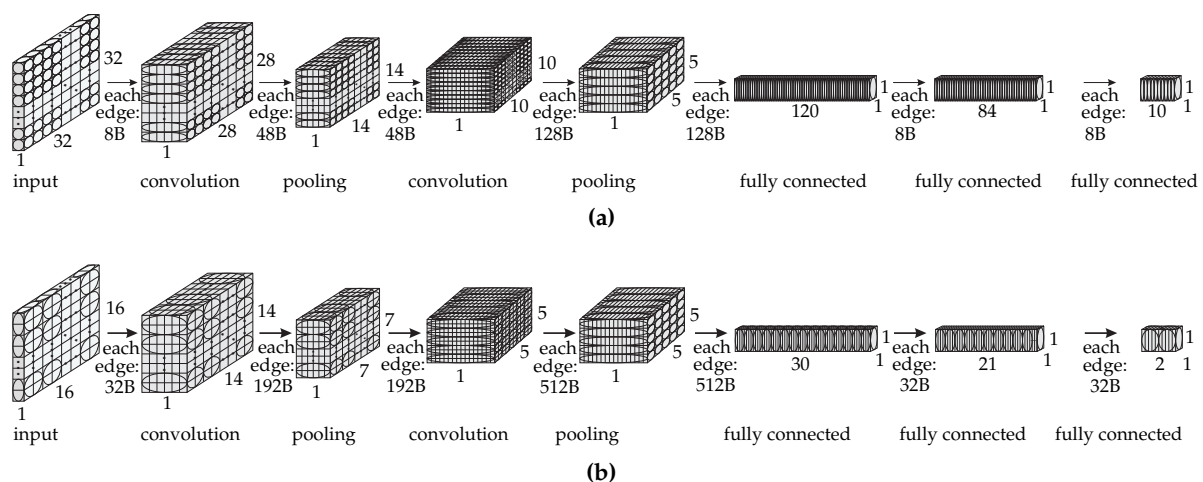 32 28 14 10 5
each edge: 8B
each edge: 48B
each edge: 48B
each edge: 128B
each edge: 128B
each edge: 8B
each edge: 8B
32 28 14 10 5 120 1 1 84 1 1 10 1 1
1 1 1 1 1
input convolution pooling convolution pooling fully connected fully connected fully connected
(a)
16 14 7 5 5
each edge: 32B
each edge: 192B
each edge: 192B
each edge: 512B
each edge: 512B
each edge: 32B
each edge: 32B
16 14 7 5 5 30 1 1 21 1 1 2 1 1
1 1 1 1 1
input convolution pooling convolution pooling fully connected fully connected fully connected
(b)